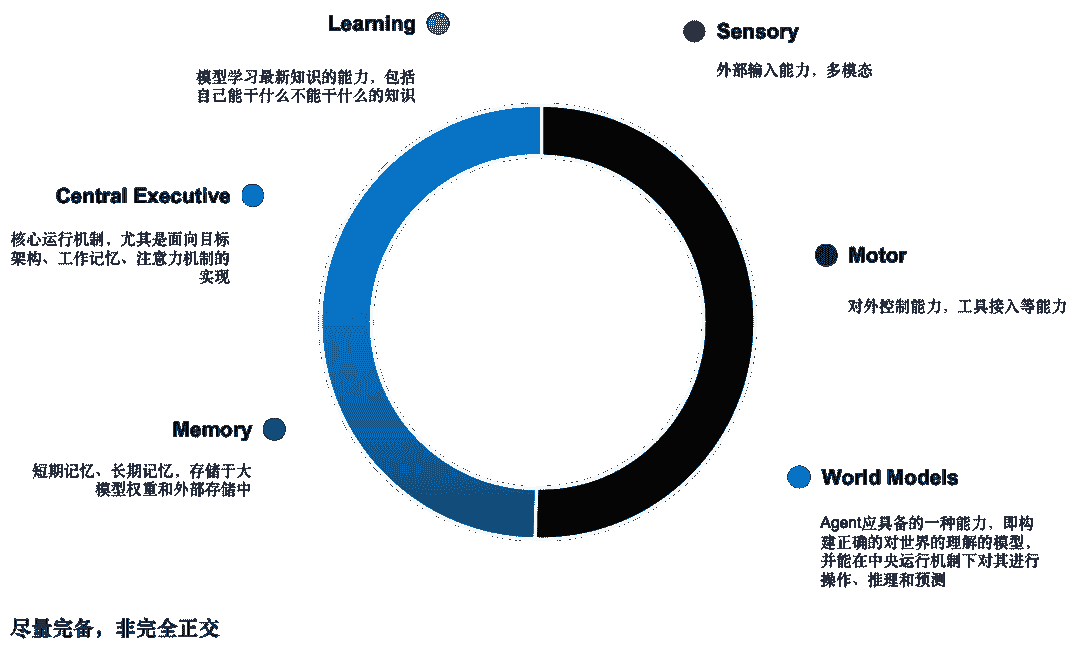 Learning
模型学习最新知识的能力，包括
自己能干什么不能干什么的知识
Sensory
外部输入能力，多模态
Central Executive
核心运行机制，尤其是面向目标
架构、工作记忆、注意力机制的
实现
Motor
对外控制能力，工具接入等能力
Memory
短期记忆、长期记忆，存储于大
模型权重和外部存储中
World Models
Agent应具备的一种能力，即构
建正确的对世界的理解的模型，
并能在中央运行机制下对其进行
操作、推理和预测
尽量完备，非完全正交